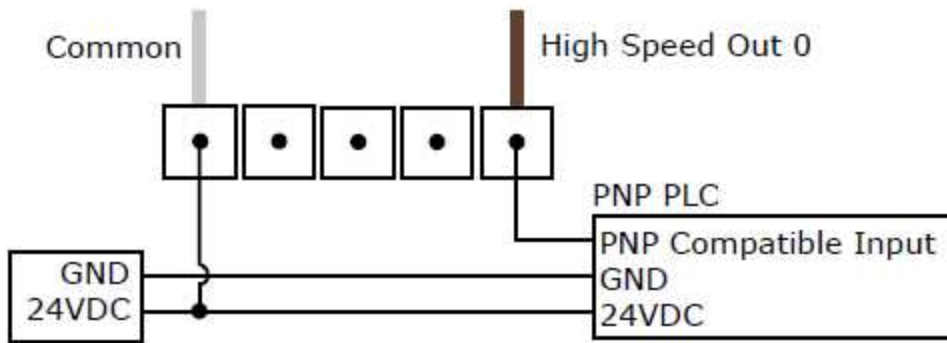 Common
High Speed Out 0
PNP PLC
PNP Compatible Input
GND
24VDC
GND
24VDC